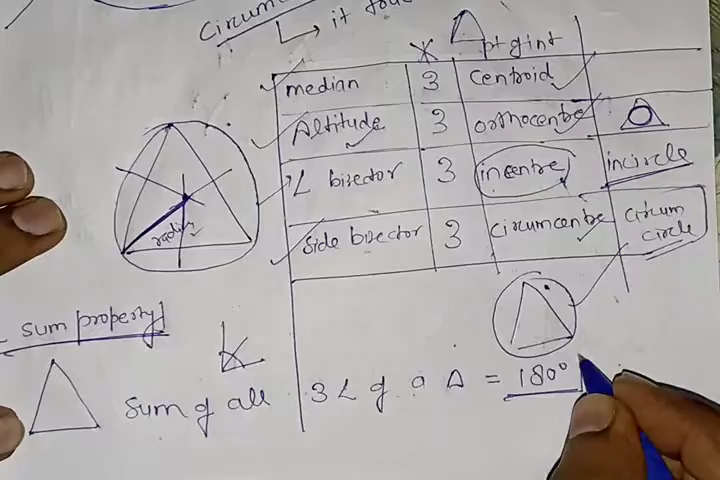 Circum
↳ it
× pt of int
median 3 centroid
Altitude 3 orthocentre
∠ bisector 3 incentre incircle
side bisector 3 circumcentre circum circle
radius
sum property
Sum of all 3 ∠ of a Δ = 180°